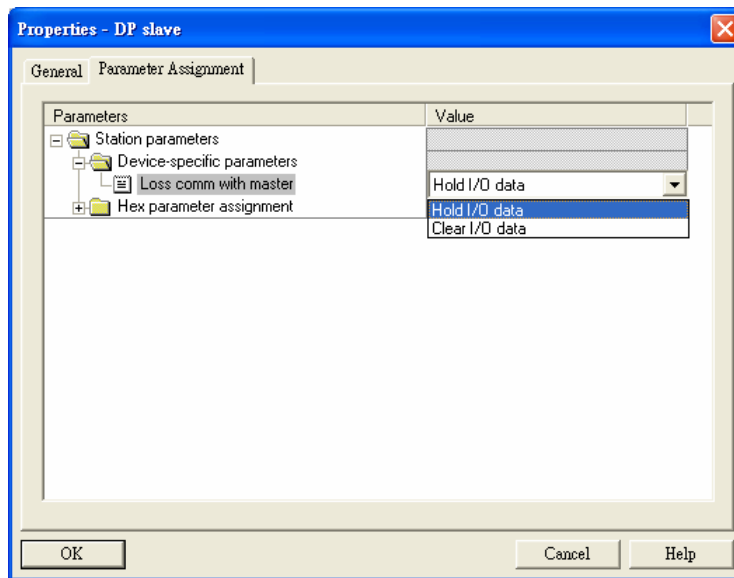 Properties - DP slave
General Parameter Assignment
Parameters Value
Station parameters
Device-specific parameters
Loss comm with master Hold I/O data
Hex parameter assignment Hold I/O data
Clear I/O data
OK Cancel Help